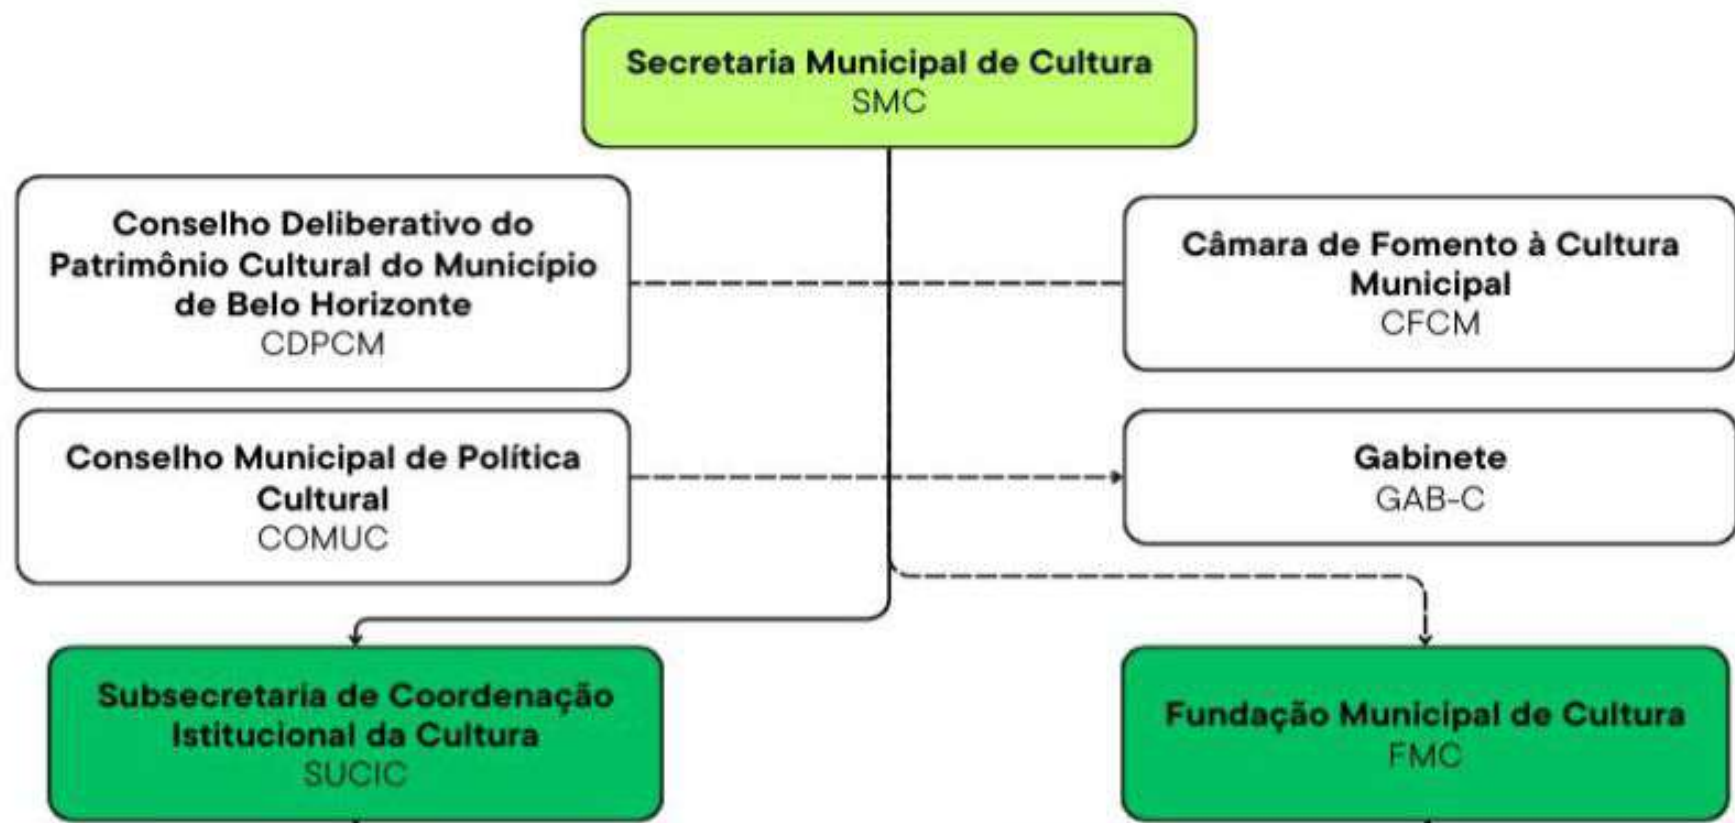 Secretaria Municipal de Cultura
SMC
Conselho Deliberativo do
Patrimônio Cultural do Município
de Belo Horizonte
CDPCM
Câmara de Fomento à Cultura
Municipal
CFCM
Conselho Municipal de Política
Cultural
COMUC
Gabinete
GAB-C
Subsecretaria de Coordenação
Istitucional da Cultura
SUCIC
Fundação Municipal de Cultura
FMC